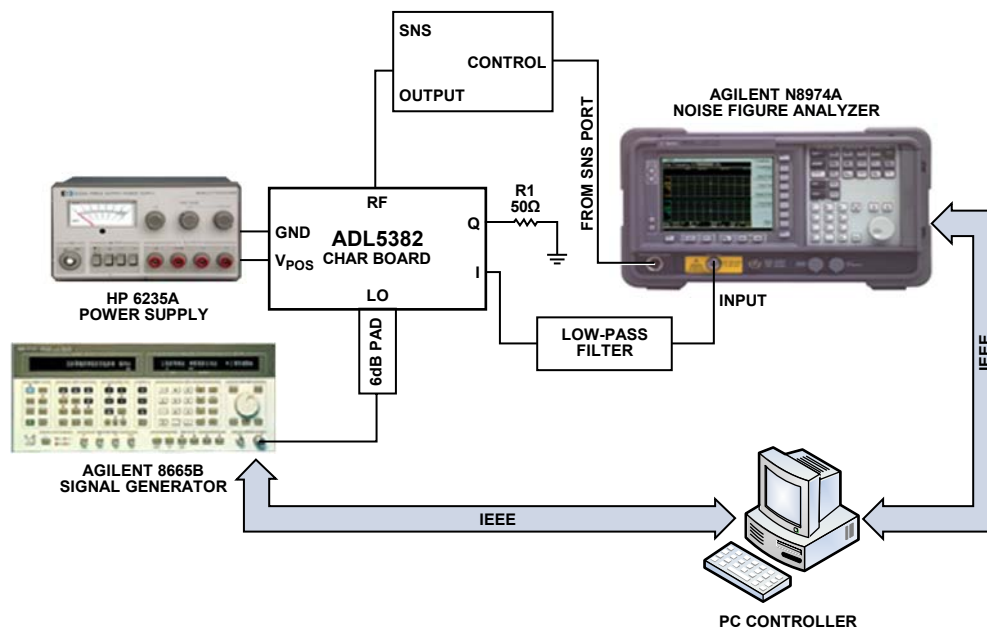 SNS
CONTROL
OUTPUT
AGILENT N8974A
NOISE FIGURE ANALYZER
FROM SNS PORT
RF
GND
VPOS
ADL5382
CHAR BOARD
Q
I
LO
R1
50Ω
INPUT
HP 6235A
POWER SUPPLY
6dB PAD
LOW-PASS
FILTER
IEEE
AGILENT 8665B
SIGNAL GENERATOR
IEEE
PC CONTROLLER